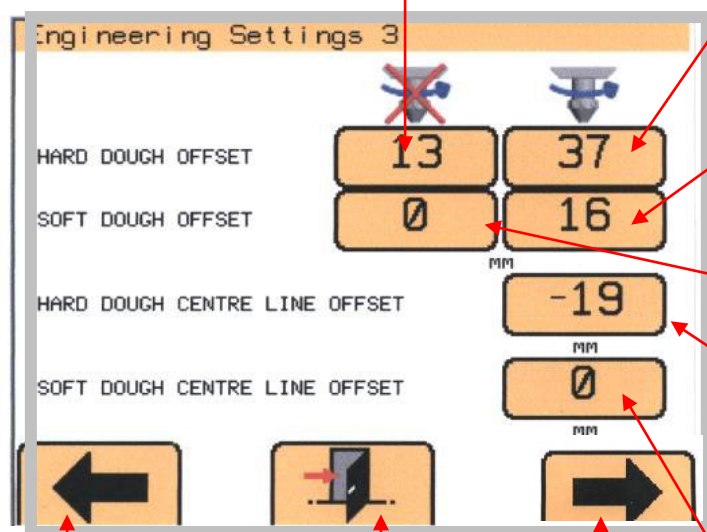 Engineering Settings 3
HARD DOUGH OFFSET 13 37
SOFT DOUGH OFFSET 0 16
MM
HARD DOUGH CENTRE LINE OFFSET -19
MM
SOFT DOUGH CENTRE LINE OFFSET 0
MM